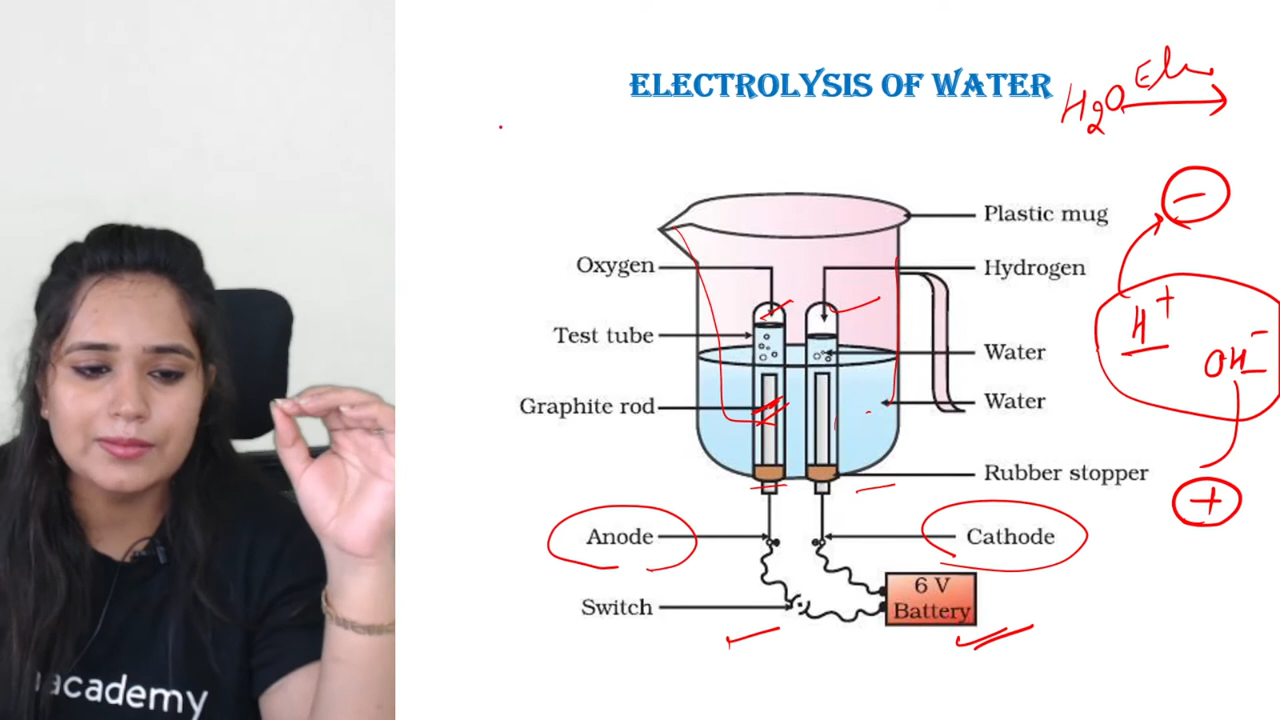 ELECTROLYSIS OF WATER
H2O
Plastic mug
Oxygen
Hydrogen
Test tube
Water
Graphite rod
Water
Rubber stopper
Anode
Cathode
Switch
6 V
Battery
−
H+
OH−
+
academy